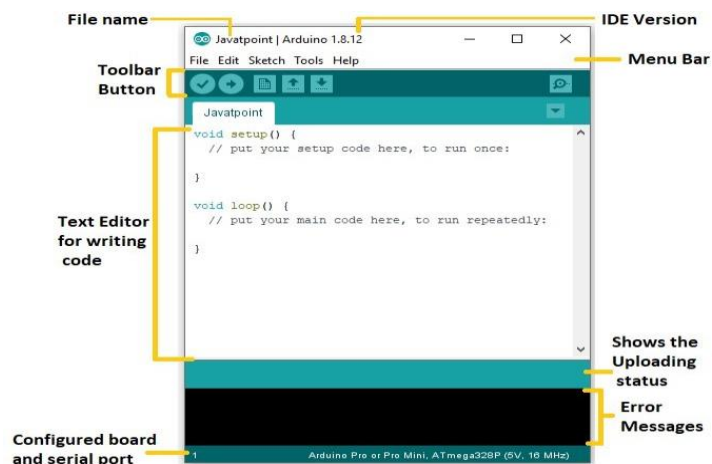 File name
IDE Version
Javatpoint | Arduino 1.8.12
File Edit Sketch Tools Help
Menu Bar
Toolbar
Button
Javatpoint
void setup() {
// put your setup code here, to run once:
}
void loop() {
// put your main code here, to run repeatedly:
}
Text Editor
for writing
code
Shows the
Uploading
status
Error
Messages
Configured board
and serial port
1
Arduino Pro or Pro Mini, ATmega328P (5V, 16 MHz)